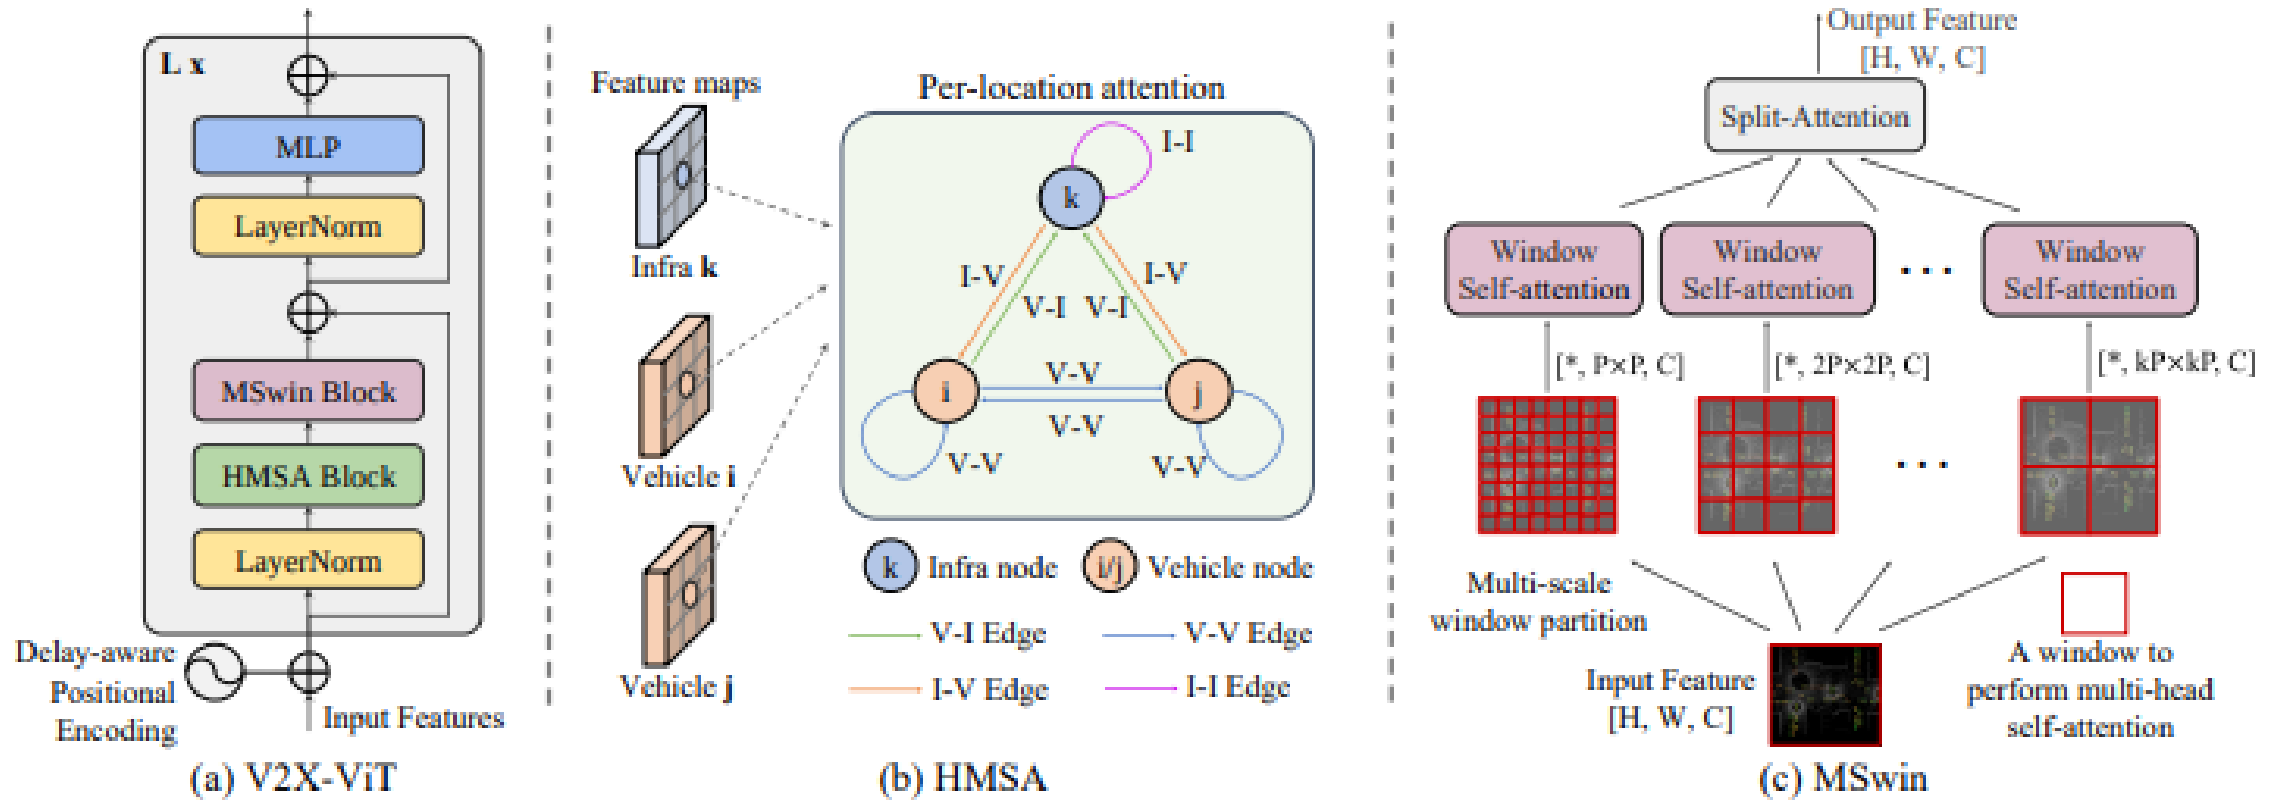 L x
MLP
LayerNorm
MSwin Block
HMSA Block
LayerNorm
Delay-aware
Positional
Encoding
Input Features
(a) V2X-ViT
Feature maps
Infra k
Vehicle i
Vehicle j
Per-location attention
I-I
k
I-V
I-V
V-I
V-I
i
V-V
V-V
j
V-V
V-V
k
Infra node
i/j
Vehicle node
V-I Edge
V-V Edge
I-V Edge
I-I Edge
(b) HMSA
Output Feature
[H, W, C]
Split-Attention
Window
Self-attention
Window
Self-attention
...
Window
Self-attention
[*, P×P, C]
[*, 2P×2P, C]
[*, kP×kP, C]
...
Multi-scale
window partition
Input Feature
[H, W, C]
A window to
perform multi-head
self-attention
(c) MSwin